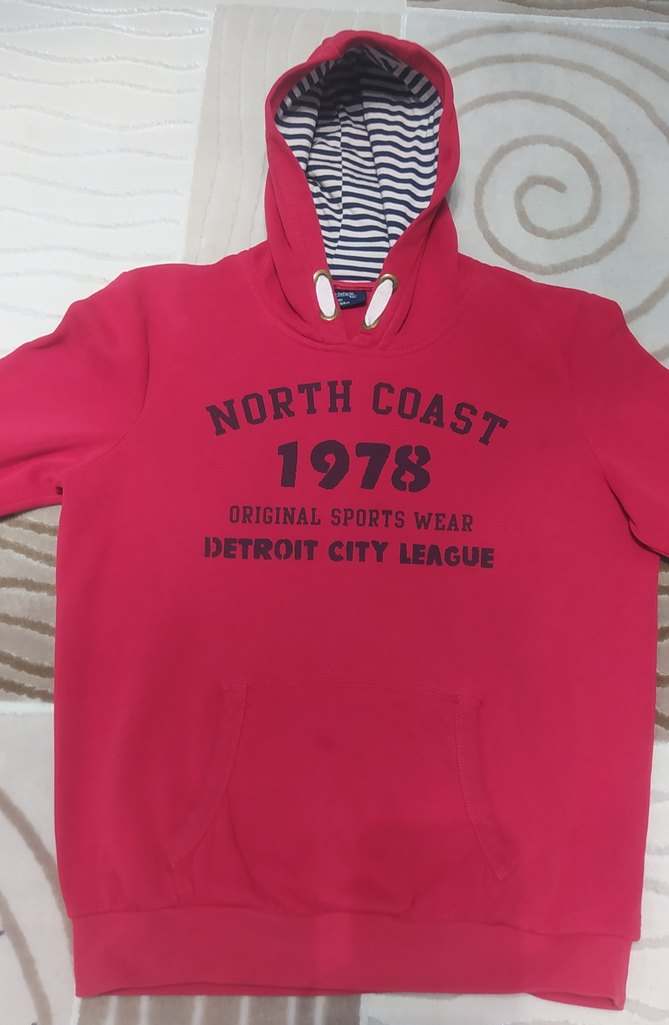 NORTH COAST
1978
ORIGINAL SPORTS WEAR
DETROIT CITY LEAGUE